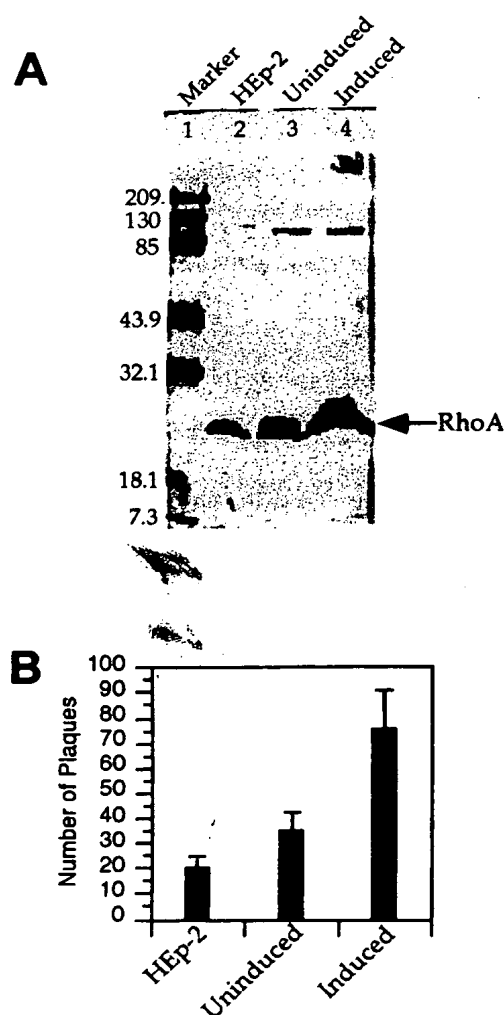 A
Marker
HEp-2
Uninduced
Induced
1 2 3 4
209.
130
85
43.9
32.1
RhoA
18.1
7.3
B
100
90
80
70
60
50
40
30
20
10
0
Number of Plaques
HEp-2
Uninduced
Induced